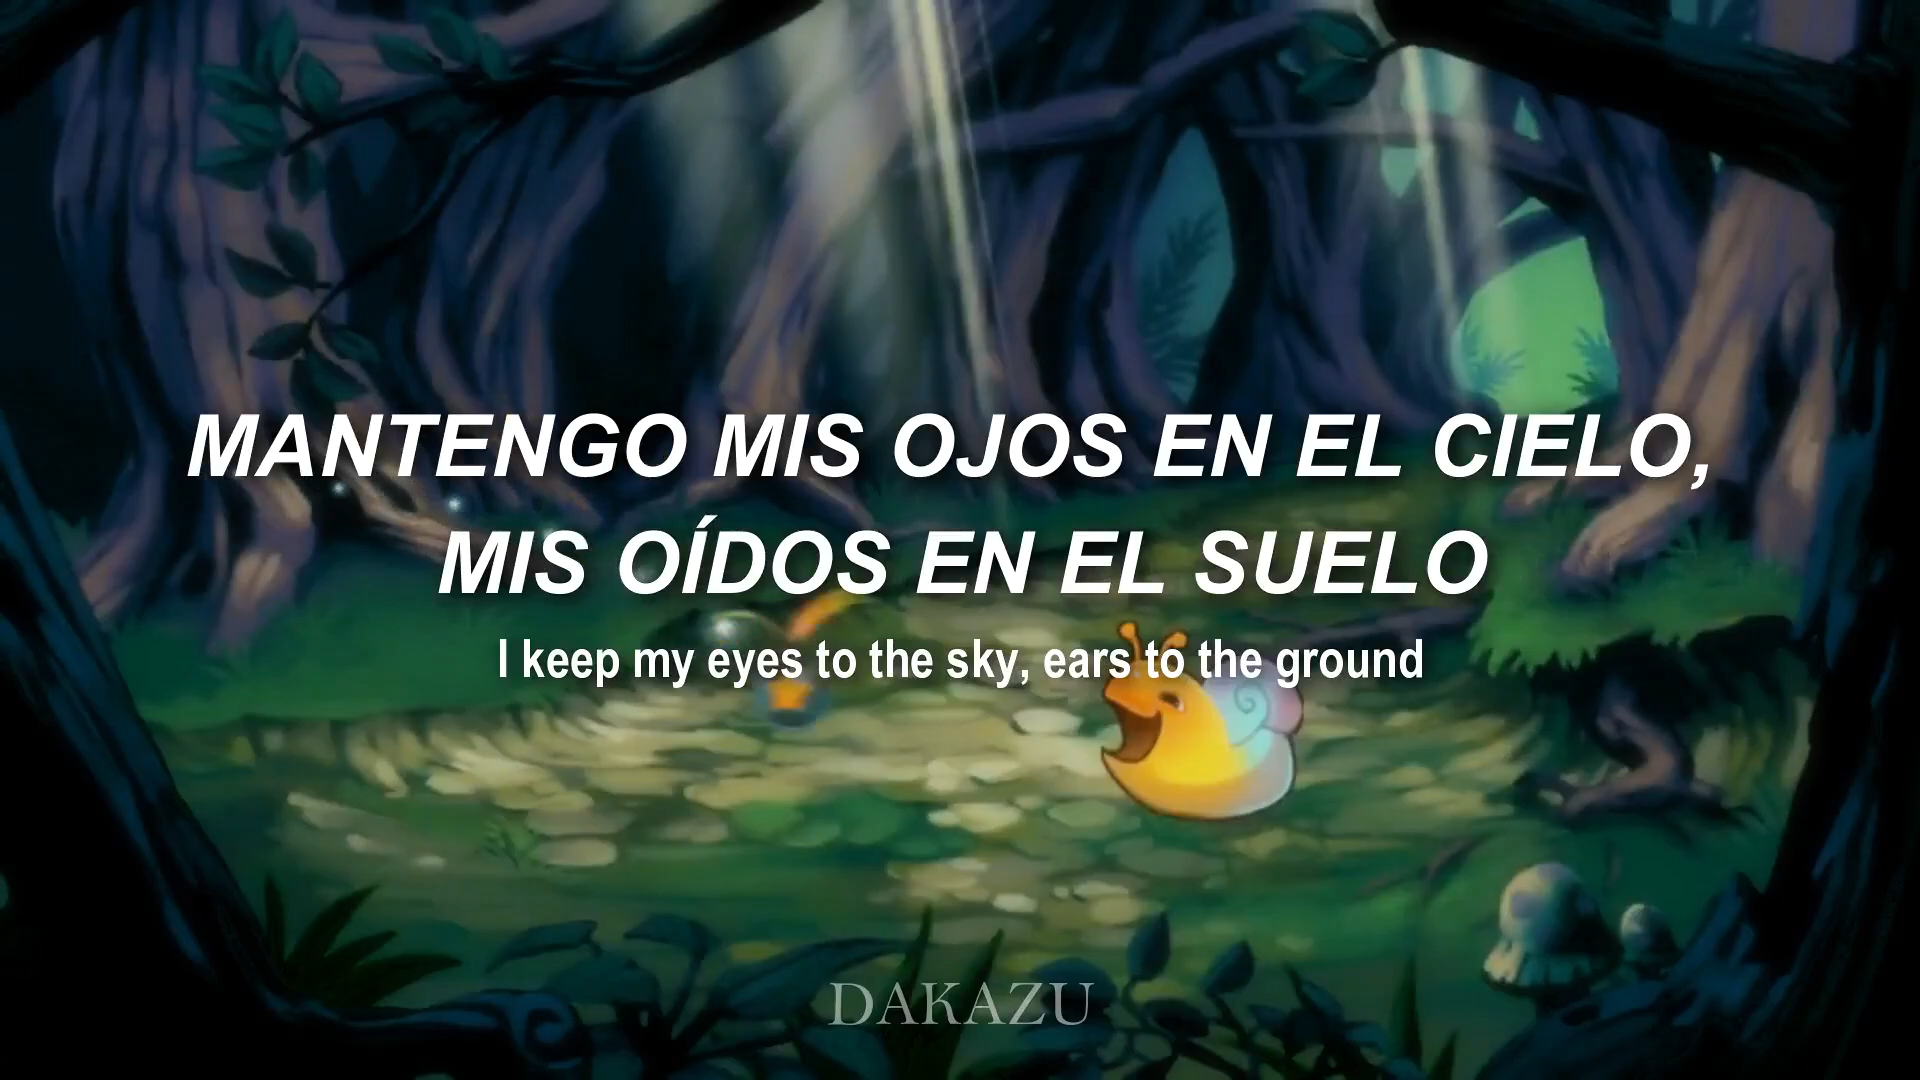 MANTENGO MIS OJOS EN EL CIELO,
MIS OÍDOS EN EL SUELO
I keep my eyes to the sky, ears to the ground
DAKAZU